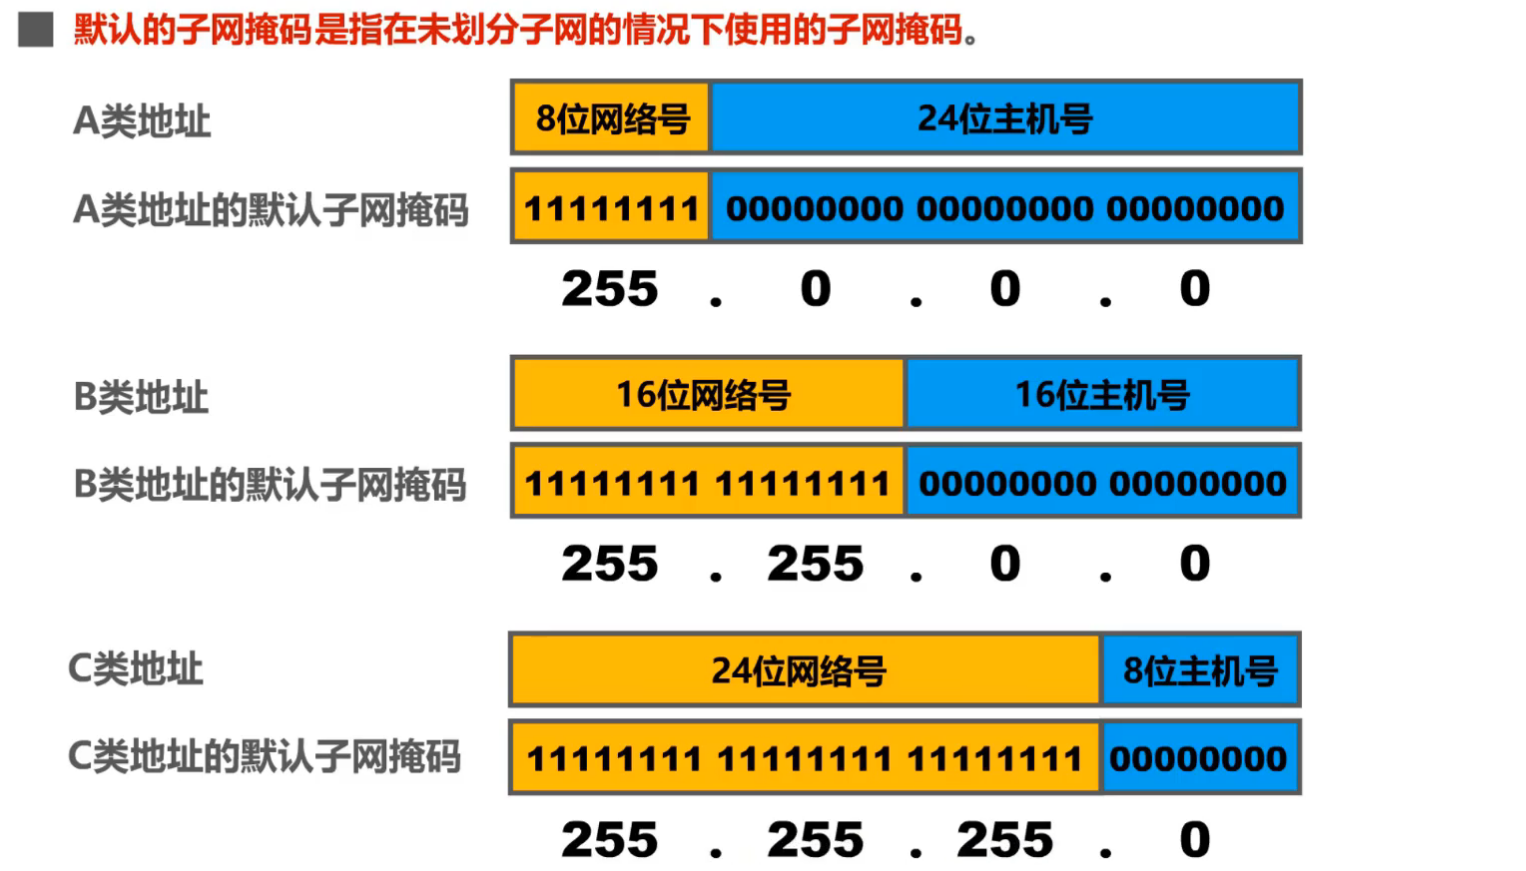 默认的子网掩码是指在未划分子网的情况下使用的子网掩码。
A类地址 8位网络号 24位主机号
A类地址的默认子网掩码 11111111 00000000 00000000 00000000
255 . 0 . 0 . 0
B类地址 16位网络号 16位主机号
B类地址的默认子网掩码 11111111 11111111 00000000 00000000
255 . 255 . 0 . 0
C类地址 24位网络号 8位主机号
C类地址的默认子网掩码 11111111 11111111 11111111 00000000
255 . 255 . 255 . 0